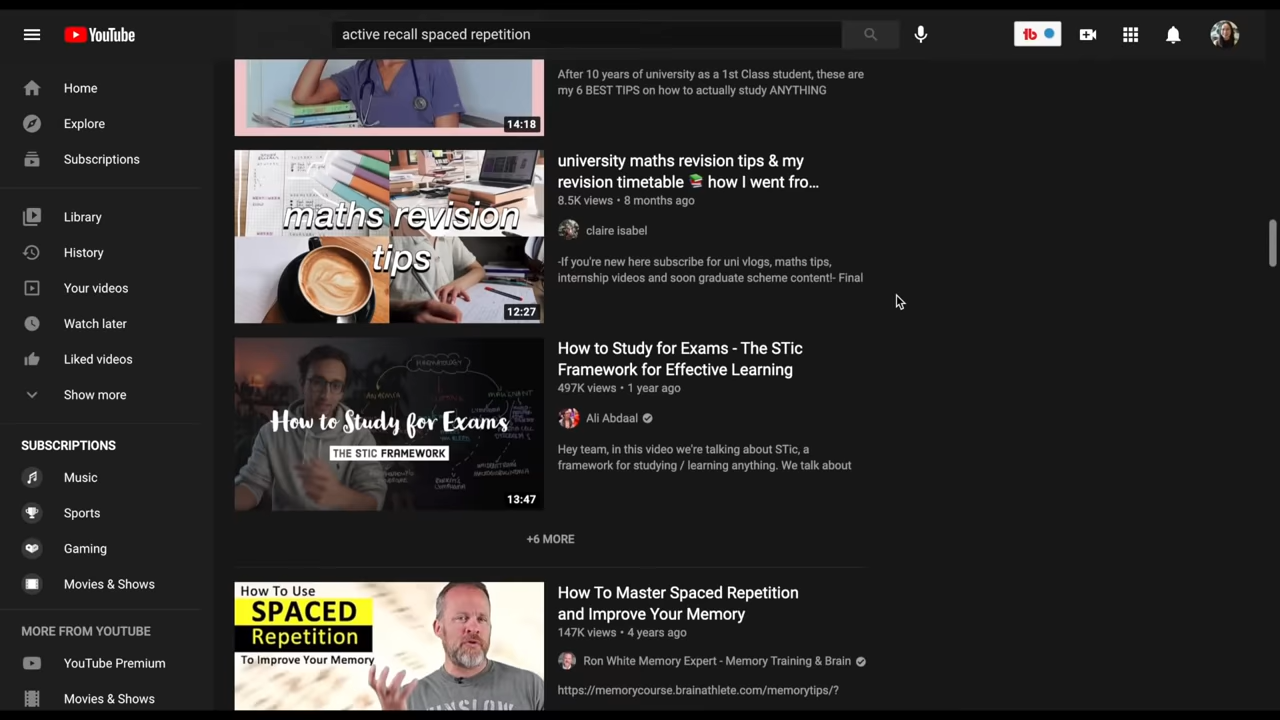 YouTube
active recall spaced repetition
tb
Home
Explore
Subscriptions
Library
History
Your videos
Watch later
Liked videos
Show more
SUBSCRIPTIONS
Music
Sports
Gaming
Movies & Shows
MORE FROM YOUTUBE
YouTube Premium
Movies & Shows
14:18
After 10 years of university as a 1st Class student, these are
my 6 BEST TIPS on how to actually study ANYTHING
maths revision
tips
12:27
university maths revision tips & my
revision timetable 📚 how I went fro...
8.5K views • 8 months ago
claire isabel
-If you're new here subscribe for uni vlogs, maths tips,
internship videos and soon graduate scheme content!- Final
How to Study for Exams
THE STIC FRAMEWORK
13:47
How to Study for Exams - The STic
Framework for Effective Learning
497K views • 1 year ago
Ali Abdaal
Hey team, in this video we're talking about STic, a
framework for studying / learning anything. We talk about
+6 MORE
How To Use
SPACED
Repetition
To Improve Your Memory
How To Master Spaced Repetition
and Improve Your Memory
147K views • 4 years ago
Ron White Memory Expert - Memory Training & Brain
https://memorycourse.brainathlete.com/memorytips/?